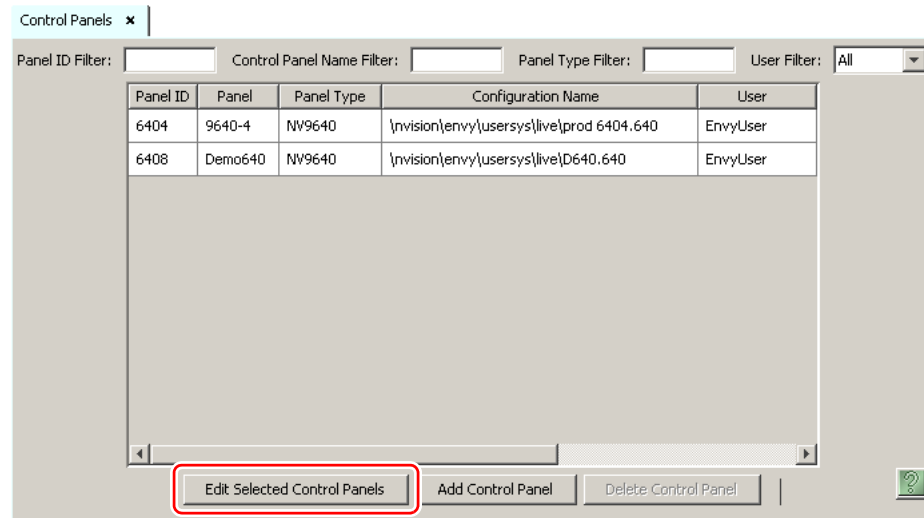 Control Panels ×
Panel ID Filter: Control Panel Name Filter: Panel Type Filter: User Filter: All
Panel ID Panel Panel Type Configuration Name User
6404 9640-4 NV9640 \nvision\envy\usersys\live\prod 6404.640 EnvyUser
6408 Demo640 NV9640 \nvision\envy\usersys\live\D640.640 EnvyUser
Edit Selected Control Panels Add Control Panel Delete Control Panel ?